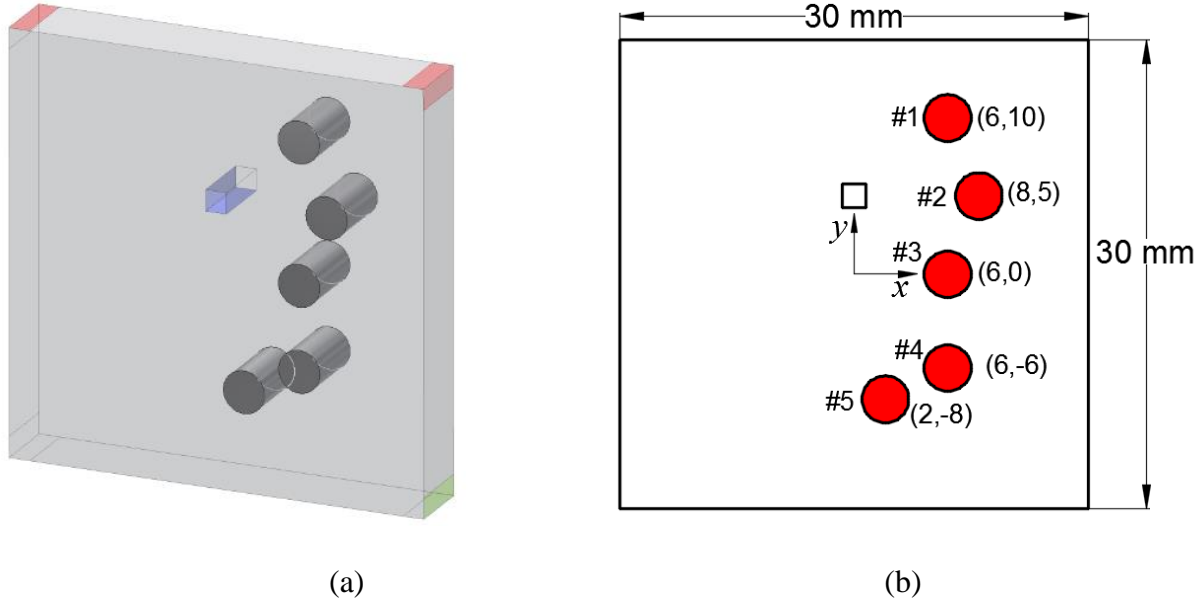 30 mm
#1 (6,10)
#2 (8,5)
y
#3
x (6,0)
30 mm
#4
(6,-6)
#5
(2,-8)
(a) (b)